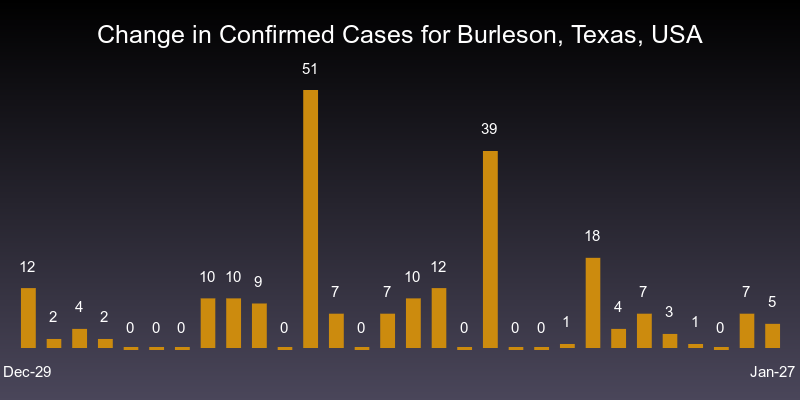 Change in Confirmed Cases for Burleson, Texas, USA
12 2 4 2 0 0 0 10 10 9 0 51 7 0 7 10 12 0 39 0 0 1 18 4 7 3 1 0 7 5
Dec-29 Jan-27